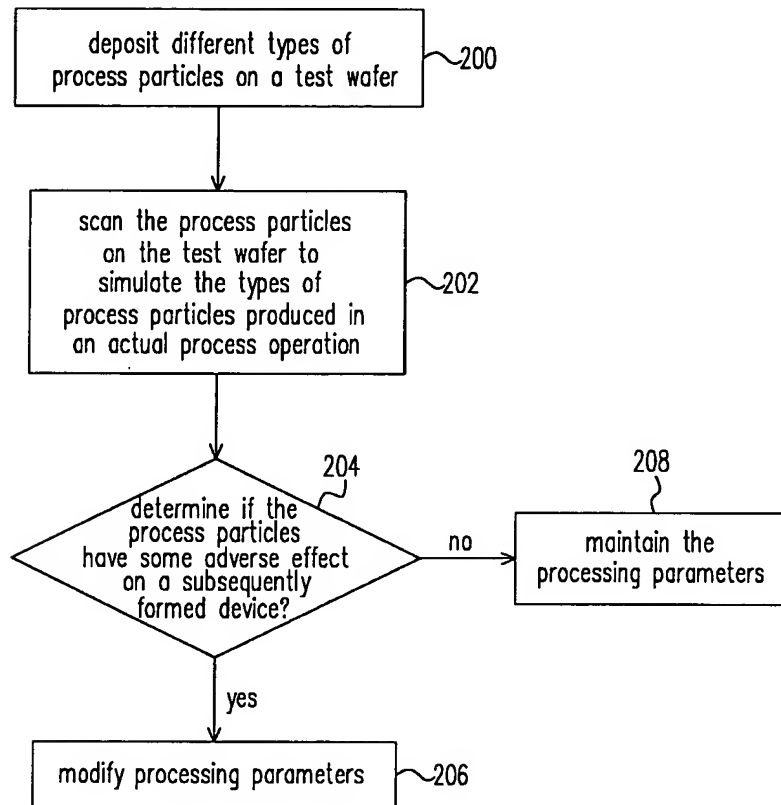 deposit different types of
process particles on a test wafer
200
scan the process particles
on the test wafer to
simulate the types of
process particles produced in
an actual process operation
202
204
determine if the
process particles
have some adverse effect
on a subsequently
formed device?
no
208
maintain the
processing parameters
yes
modify processing parameters
206